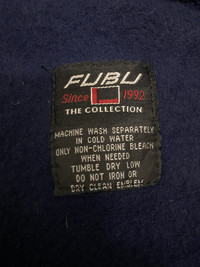 FUBU
Since 1992
THE COLLECTION
MACHINE WASH SEPARATELY
IN COLD WATER
ONLY NON-CHLORINE BLEACH
WHEN NEEDED
TUMBLE DRY LOW
DO NOT IRON OR
DRY CLEAN EMBLEM